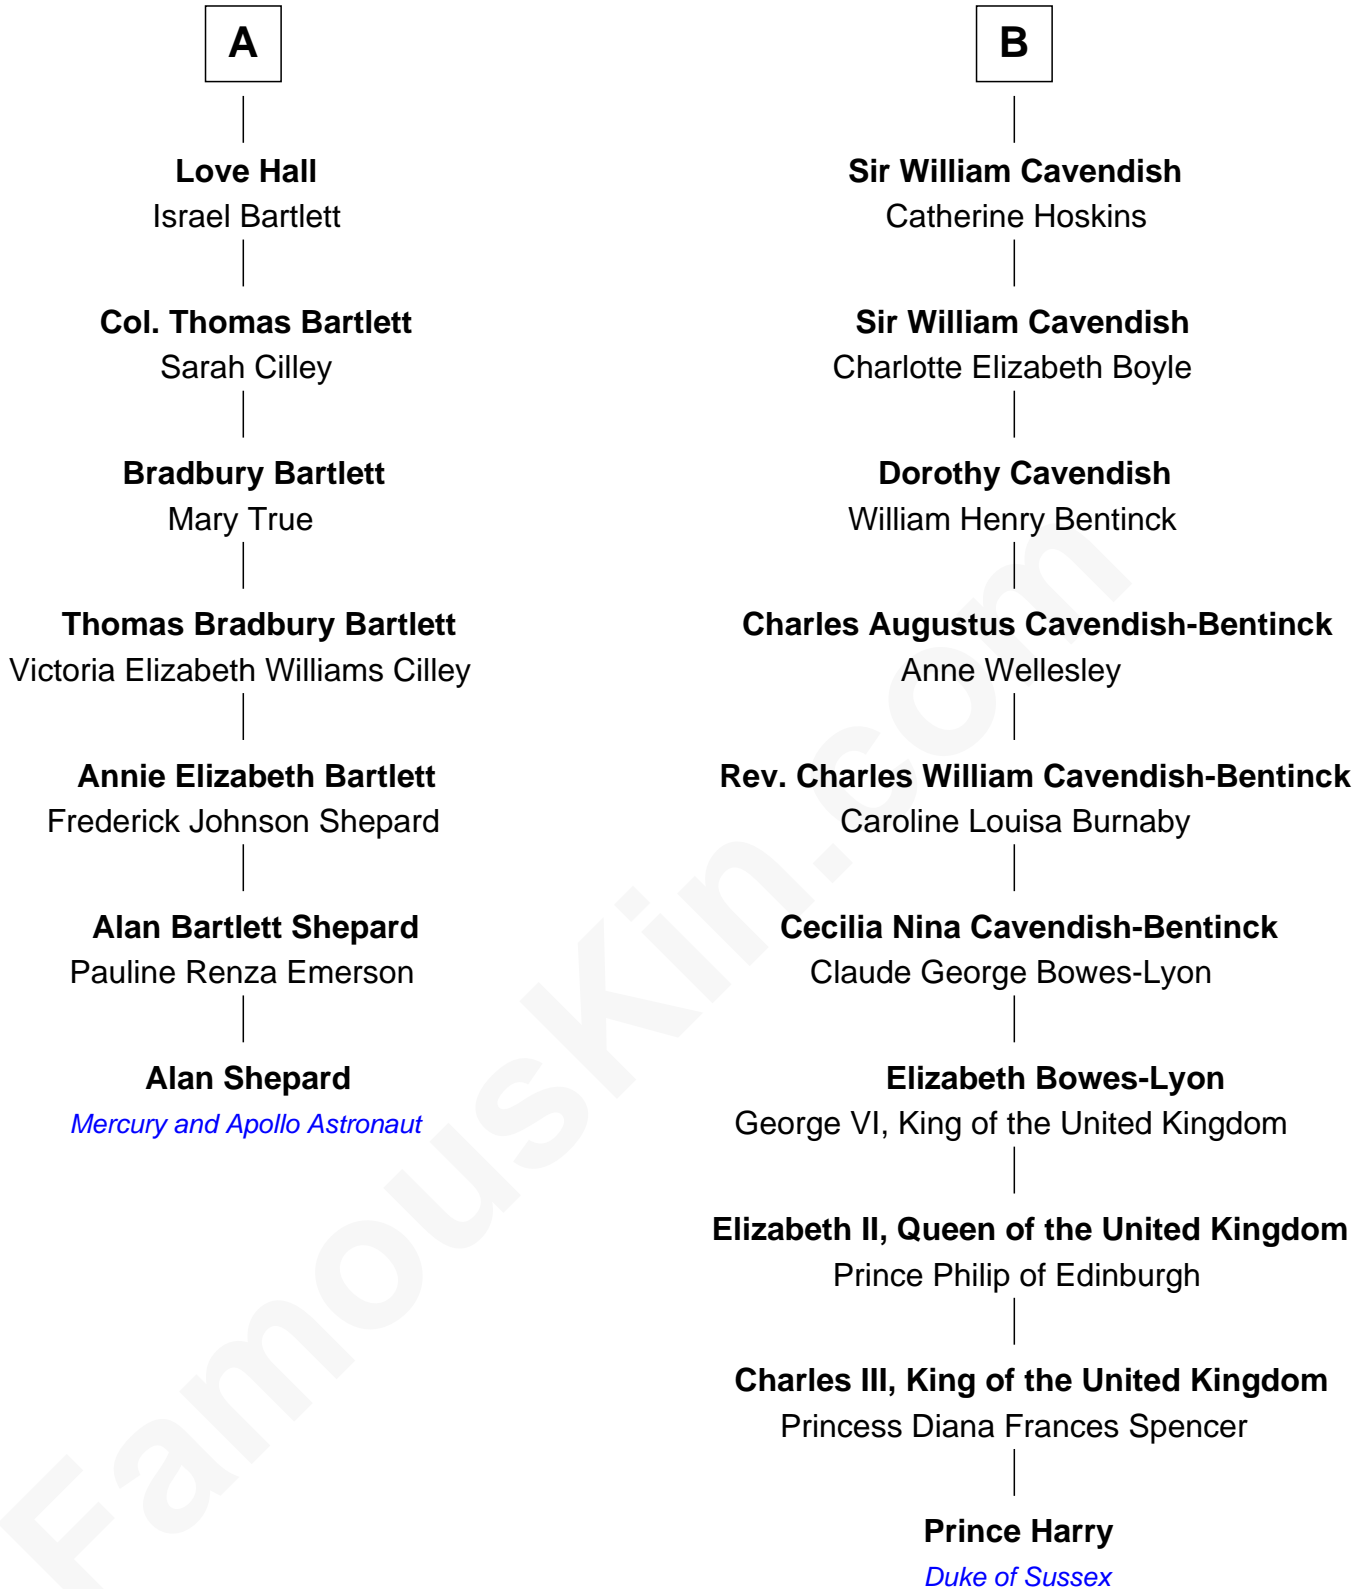 A
Love Hall
Israel Bartlett
Col. Thomas Bartlett
Sarah Cilley
Bradbury Bartlett
Mary True
Thomas Bradbury Bartlett
Victoria Elizabeth Williams Cilley
Annie Elizabeth Bartlett
Frederick Johnson Shepard
Alan Bartlett Shepard
Pauline Renza Emerson
Alan Shepard
Mercury and Apollo Astronaut
B
Sir William Cavendish
Catherine Hoskins
Sir William Cavendish
Charlotte Elizabeth Boyle
Dorothy Cavendish
William Henry Bentinck
Charles Augustus Cavendish-Bentinck
Anne Wellesley
Rev. Charles William Cavendish-Bentinck
Caroline Louisa Burnaby
Cecilia Nina Cavendish-Bentinck
Claude George Bowes-Lyon
Elizabeth Bowes-Lyon
George VI, King of the United Kingdom
Elizabeth II, Queen of the United Kingdom
Prince Philip of Edinburgh
Charles III, King of the United Kingdom
Princess Diana Frances Spencer
Prince Harry
Duke of Sussex
FamousKin.com